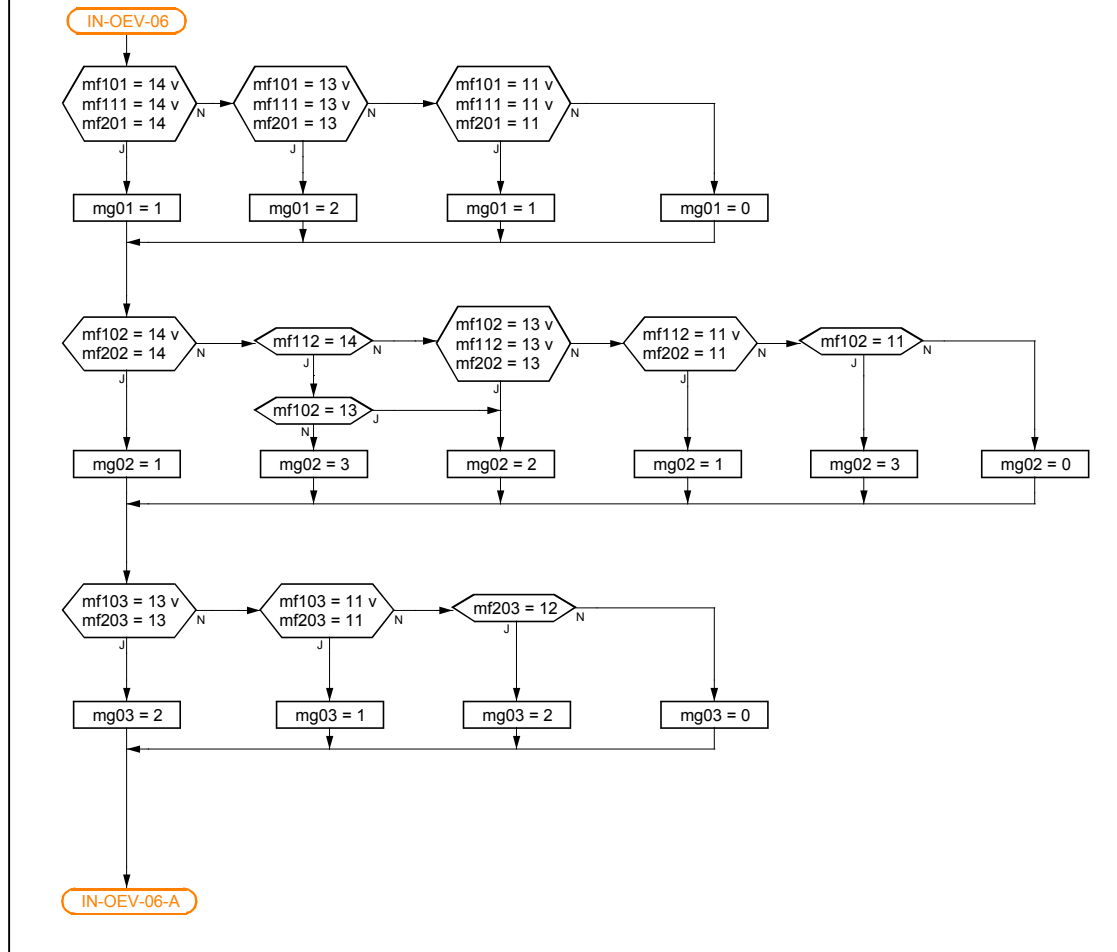 IN-OEV-06
mf101 = 14 v
mf111 = 14 v
mf201 = 14
N
J
mf101 = 13 v
mf111 = 13 v
mf201 = 13
N
J
mf101 = 11 v
mf111 = 11 v
mf201 = 11
N
J
mg01 = 1
mg01 = 2
mg01 = 1
mg01 = 0
mf102 = 14 v
mf202 = 14
N
J
mf112 = 14
N
J
mf102 = 13 v
mf112 = 13 v
mf202 = 13
N
J
mf112 = 11 v
mf202 = 11
N
J
mf102 = 11
N
J
mf102 = 13
J
N
mg02 = 1
mg02 = 3
mg02 = 2
mg02 = 1
mg02 = 3
mg02 = 0
mf103 = 13 v
mf203 = 13
N
J
mf103 = 11 v
mf203 = 11
N
J
mf203 = 12
N
J
mg03 = 2
mg03 = 1
mg03 = 2
mg03 = 0
IN-OEV-06-A